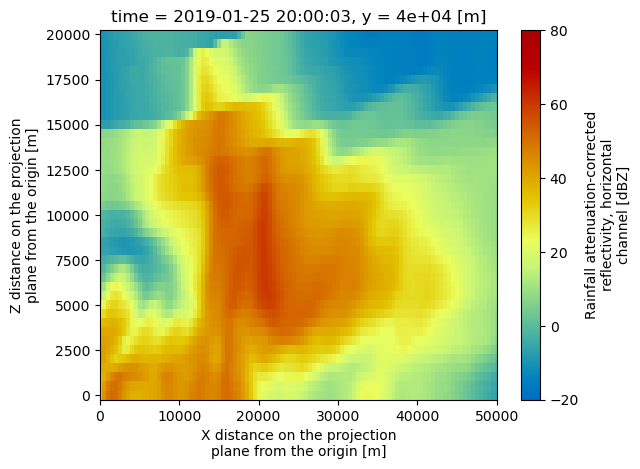 time = 2019-01-25 20:00:03, y = 4e+04 [m]
20000
17500
15000
12500
10000
7500
5000
2500
0
Z distance on the projection
plane from the origin [m]
0 10000 20000 30000 40000 50000
X distance on the projection
plane from the origin [m]
80
60
40
20
0
−20
Rainfall attenuation-corrected
reflectivity, horizontal
channel [dBZ]